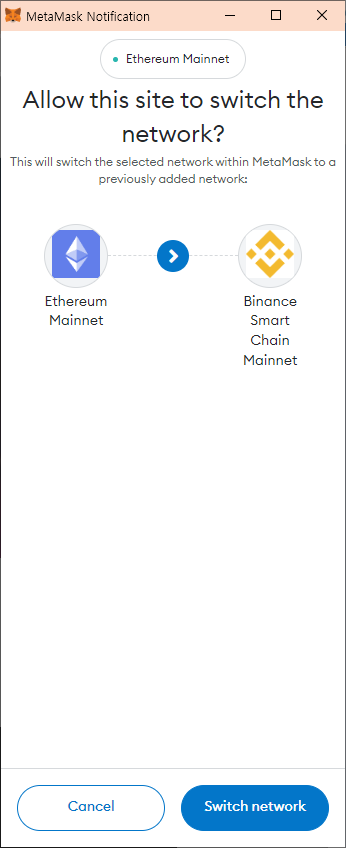 MetaMask Notification
Ethereum Mainnet
Allow this site to switch the
network?
This will switch the selected network within MetaMask to a
previously added network:
Ethereum
Mainnet
Binance
Smart
Chain
Mainnet
Cancel
Switch network